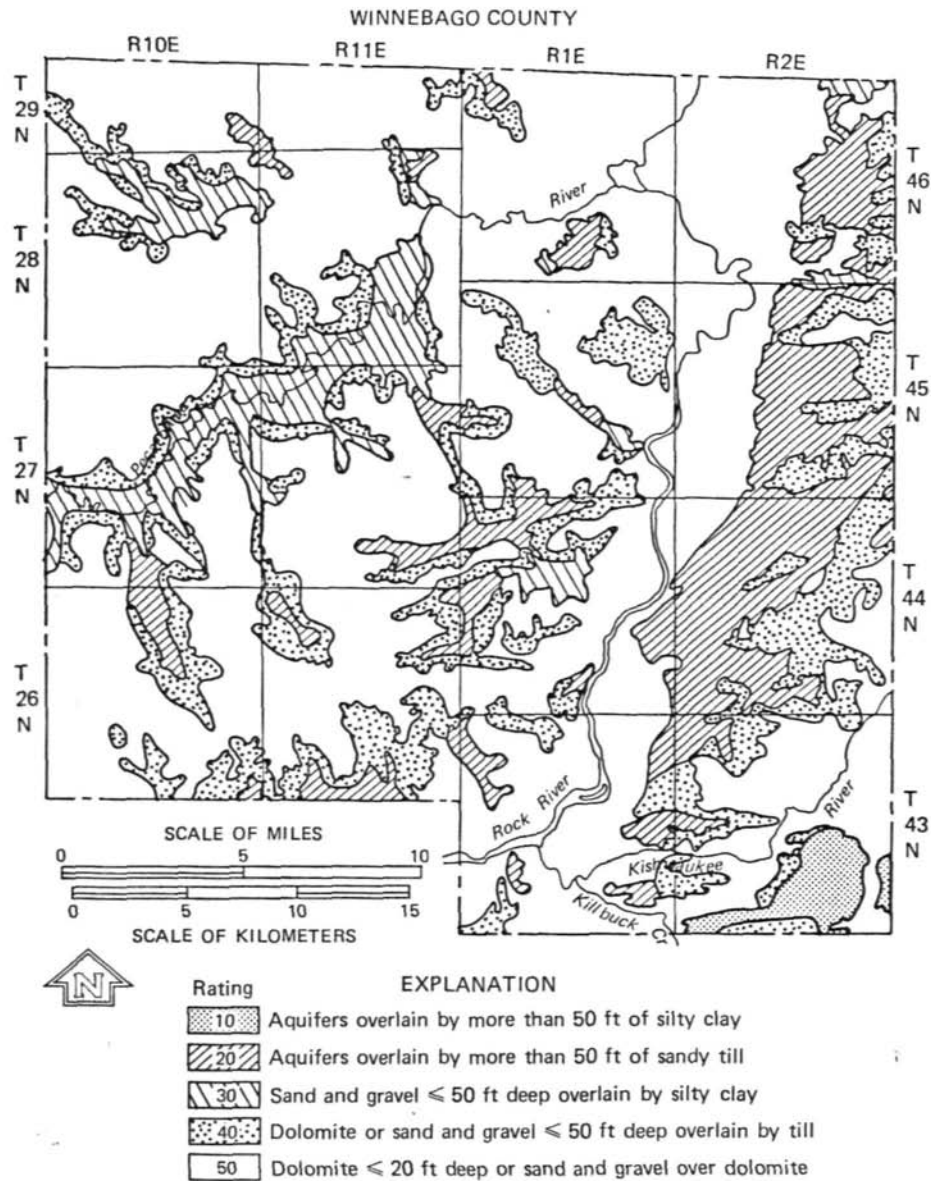 WINNEBAGO COUNTY
R10E R11E R1E R2E
T
29
N
T
46
N
River
T
28
N
T
45
N
T
27
N
T
44
N
T
26
N
T
43
N
Rock River
River
Killbuck
SCALE OF MILES
0 5 10
0 5 10 15
SCALE OF KILOMETERS
N
Rating EXPLANATION
10 Aquifers overlain by more than 50 ft of silty clay
20 Aquifers overlain by more than 50 ft of sandy till
30 Sand and gravel ⩽ 50 ft deep overlain by silty clay
40 Dolomite or sand and gravel ⩽ 50 ft deep overlain by till
50 Dolomite ⩽ 20 ft deep or sand and gravel over dolomite